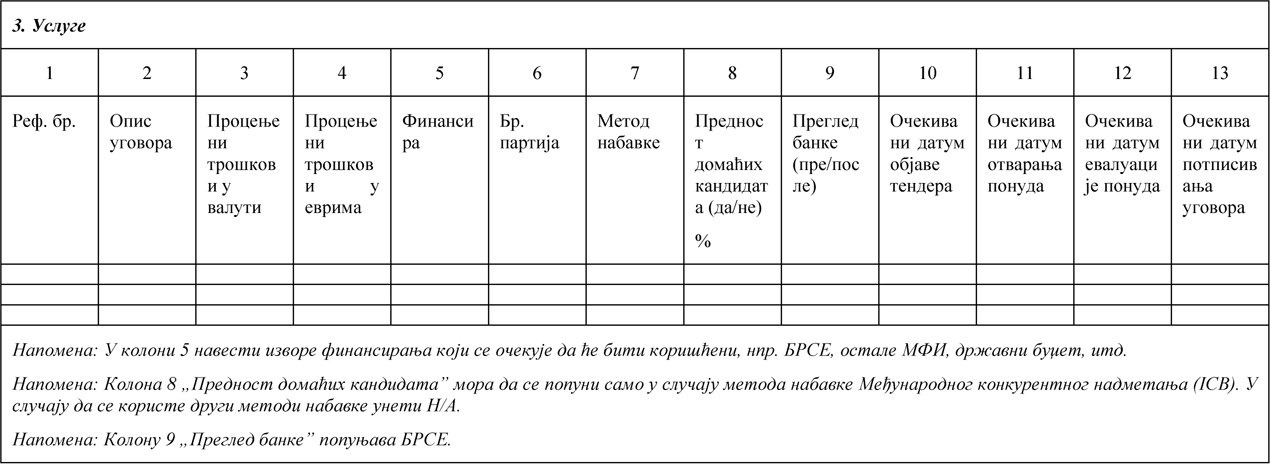 3. Услуге
1 2 3 4 5 6 7 8 9 10 11 12 13
Реф. бр.
Опис
уговора
Процење
ни
трошков
и у
валути
Процење
ни
трошков
и у
еврима
Финанси
ра
Бр.
партија
Метод
набавке
Преднос
т
домаћих
кандидат
а (да/не)
%
Преглед
банке
(пре/пос
ле)
Очекива
ни датум
објаве
тендера
Очекива
ни датум
отварања
понуда
Очекива
ни датум
евалуаци
је понуда
Очекива
ни датум
потписив
ања
уговора
Напомена: У колони 5 навести изворе финансирања који се очекује да ће бити коришћени, нпр. БРСЕ, остале МФИ, државни буџет, итд.
Напомена: Колона 8 „Предност домаћих кандидата” мора да се попуни само у случају метода набавке Међународног конкурентног надметања (ICB). У
случају да се користе други методи набавке унети Н/А.
Напомена: Колону 9 „Преглед банке” попуњава БРСЕ.